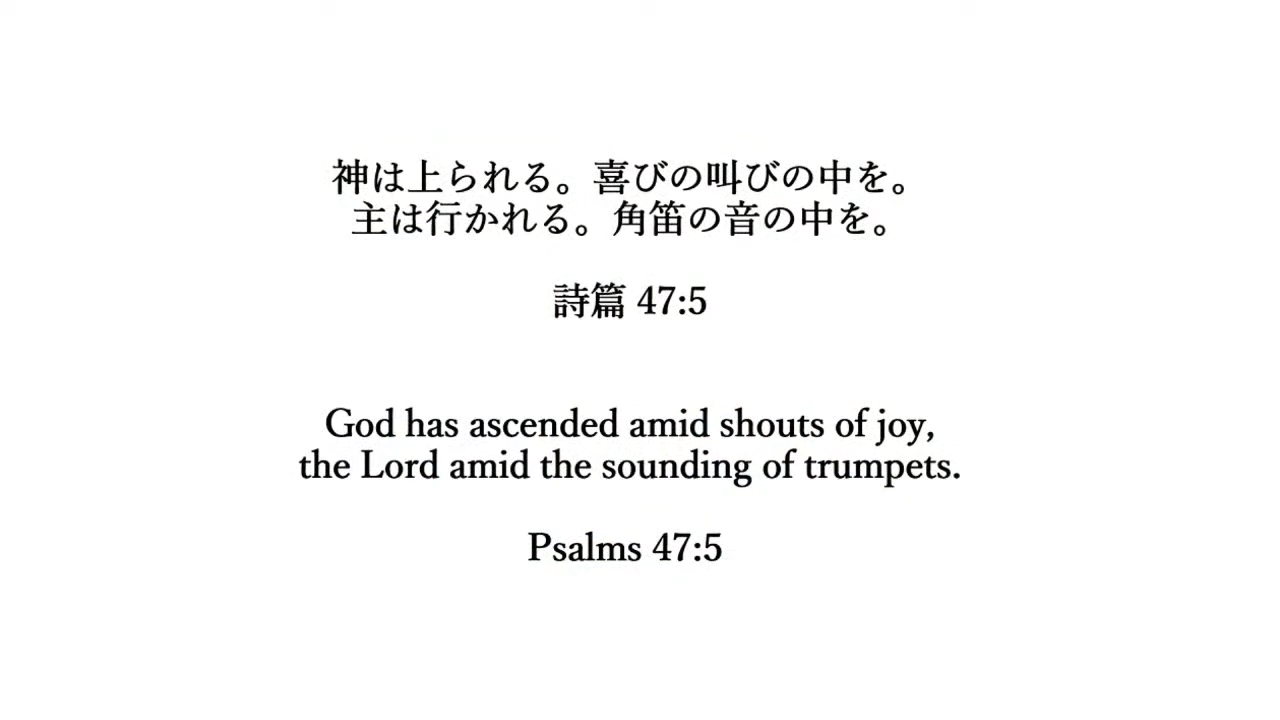 神は上られる。喜びの叫びの中を。
主は行かれる。角笛の音の中を。
詩篇 47:5
God has ascended amid shouts of joy,
the Lord amid the sounding of trumpets.
Psalms 47:5